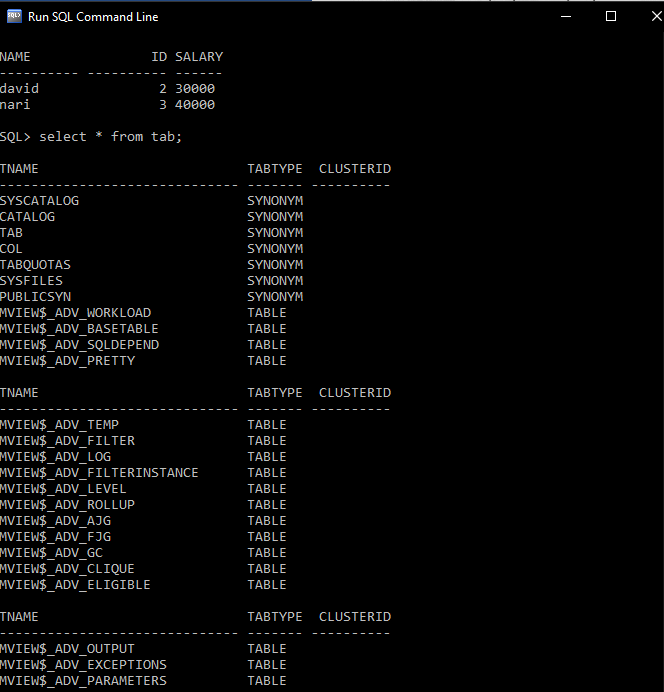 Run SQL Command Line
NAME               ID SALARY
---------- ---------- ------
david               2 30000
nari                3 40000
SQL> select * from tab;
TNAME                          TABTYPE  CLUSTERID
------------------------------ ------- ----------
SYSCATALOG                     SYNONYM
CATALOG                        SYNONYM
TAB                            SYNONYM
COL                            SYNONYM
TABQUOTAS                      SYNONYM
SYSFILES                       SYNONYM
PUBLICSYN                      SYNONYM
MVIEW$_ADV_WORKLOAD            TABLE
MVIEW$_ADV_BASETABLE           TABLE
MVIEW$_ADV_SQLDEPEND           TABLE
MVIEW$_ADV_PRETTY              TABLE
TNAME                          TABTYPE  CLUSTERID
------------------------------ ------- ----------
MVIEW$_ADV_TEMP                TABLE
MVIEW$_ADV_FILTER              TABLE
MVIEW$_ADV_LOG                 TABLE
MVIEW$_ADV_FILTERINSTANCE      TABLE
MVIEW$_ADV_LEVEL               TABLE
MVIEW$_ADV_ROLLUP              TABLE
MVIEW$_ADV_AJG                 TABLE
MVIEW$_ADV_FJG                 TABLE
MVIEW$_ADV_GC                  TABLE
MVIEW$_ADV_CLIQUE              TABLE
MVIEW$_ADV_ELIGIBLE            TABLE
TNAME                          TABTYPE  CLUSTERID
------------------------------ ------- ----------
MVIEW$_ADV_OUTPUT              TABLE
MVIEW$_ADV_EXCEPTIONS          TABLE
MVIEW$_ADV_PARAMETERS          TABLE